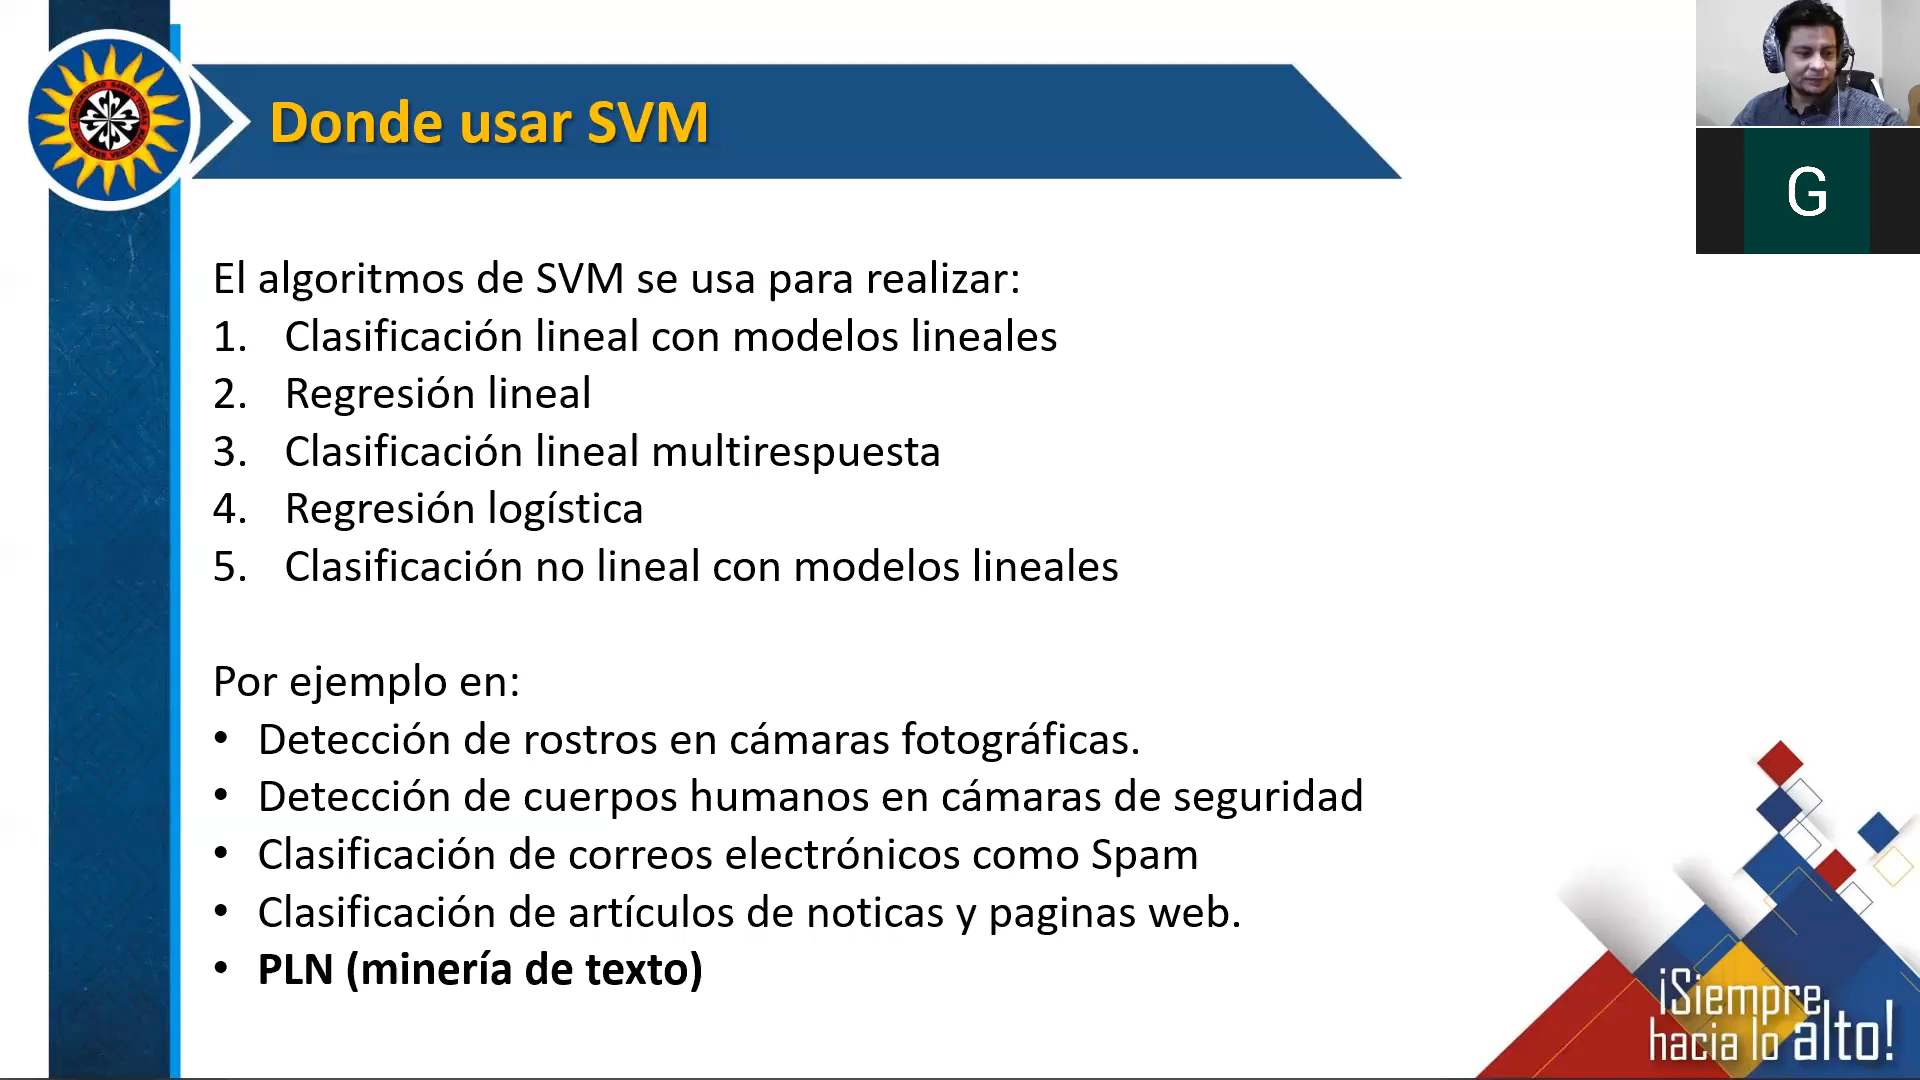 Donde usar SVM
G
El algoritmos de SVM se usa para realizar:
1. Clasificación lineal con modelos lineales
2. Regresión lineal
3. Clasificación lineal multirespuesta
4. Regresión logística
5. Clasificación no lineal con modelos lineales
Por ejemplo en:
• Detección de rostros en cámaras fotográficas.
• Detección de cuerpos humanos en cámaras de seguridad
• Clasificación de correos electrónicos como Spam
• Clasificación de artículos de noticas y paginas web.
• PLN (minería de texto)
¡Siempre
hacia lo alto!